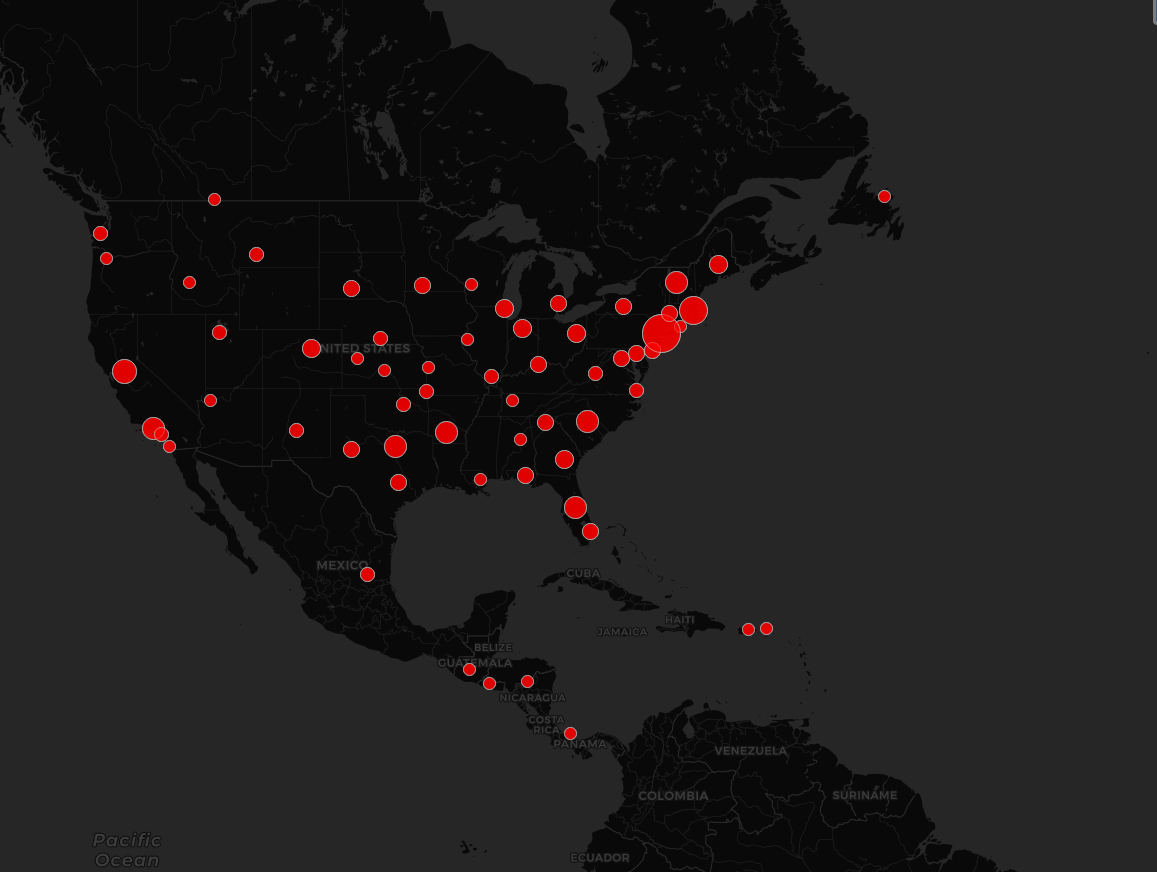 UNITED STATES
MEXICO
CUBA
HAITI
JAMAICA
BELIZE
GUATEMALA
NICARAGUA
COSTA
RICA
PANAMA
VENEZUELA
COLOMBIA
SURINAME
Pacific
Ocean
ECUADOR